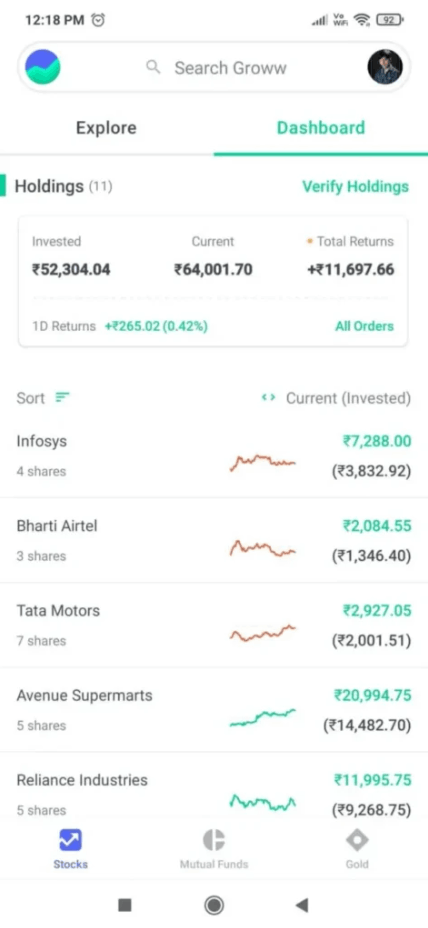 12:18 PM
Vo
WiFi
92
Search Groww
Explore Dashboard
Holdings (11) Verify Holdings
Invested Current Total Returns
₹52,304.04 ₹64,001.70 +₹11,697.66
1D Returns +₹265.02 (0.42%) All Orders
Sort <> Current (Invested)
Infosys ₹7,288.00
4 shares (₹3,832.92)
Bharti Airtel ₹2,084.55
3 shares (₹1,346.40)
Tata Motors ₹2,927.05
7 shares (₹2,001.51)
Avenue Supermarts ₹20,994.75
5 shares (₹14,482.70)
Reliance Industries ₹11,995.75
5 shares (₹9,268.75)
Stocks Mutual Funds Gold